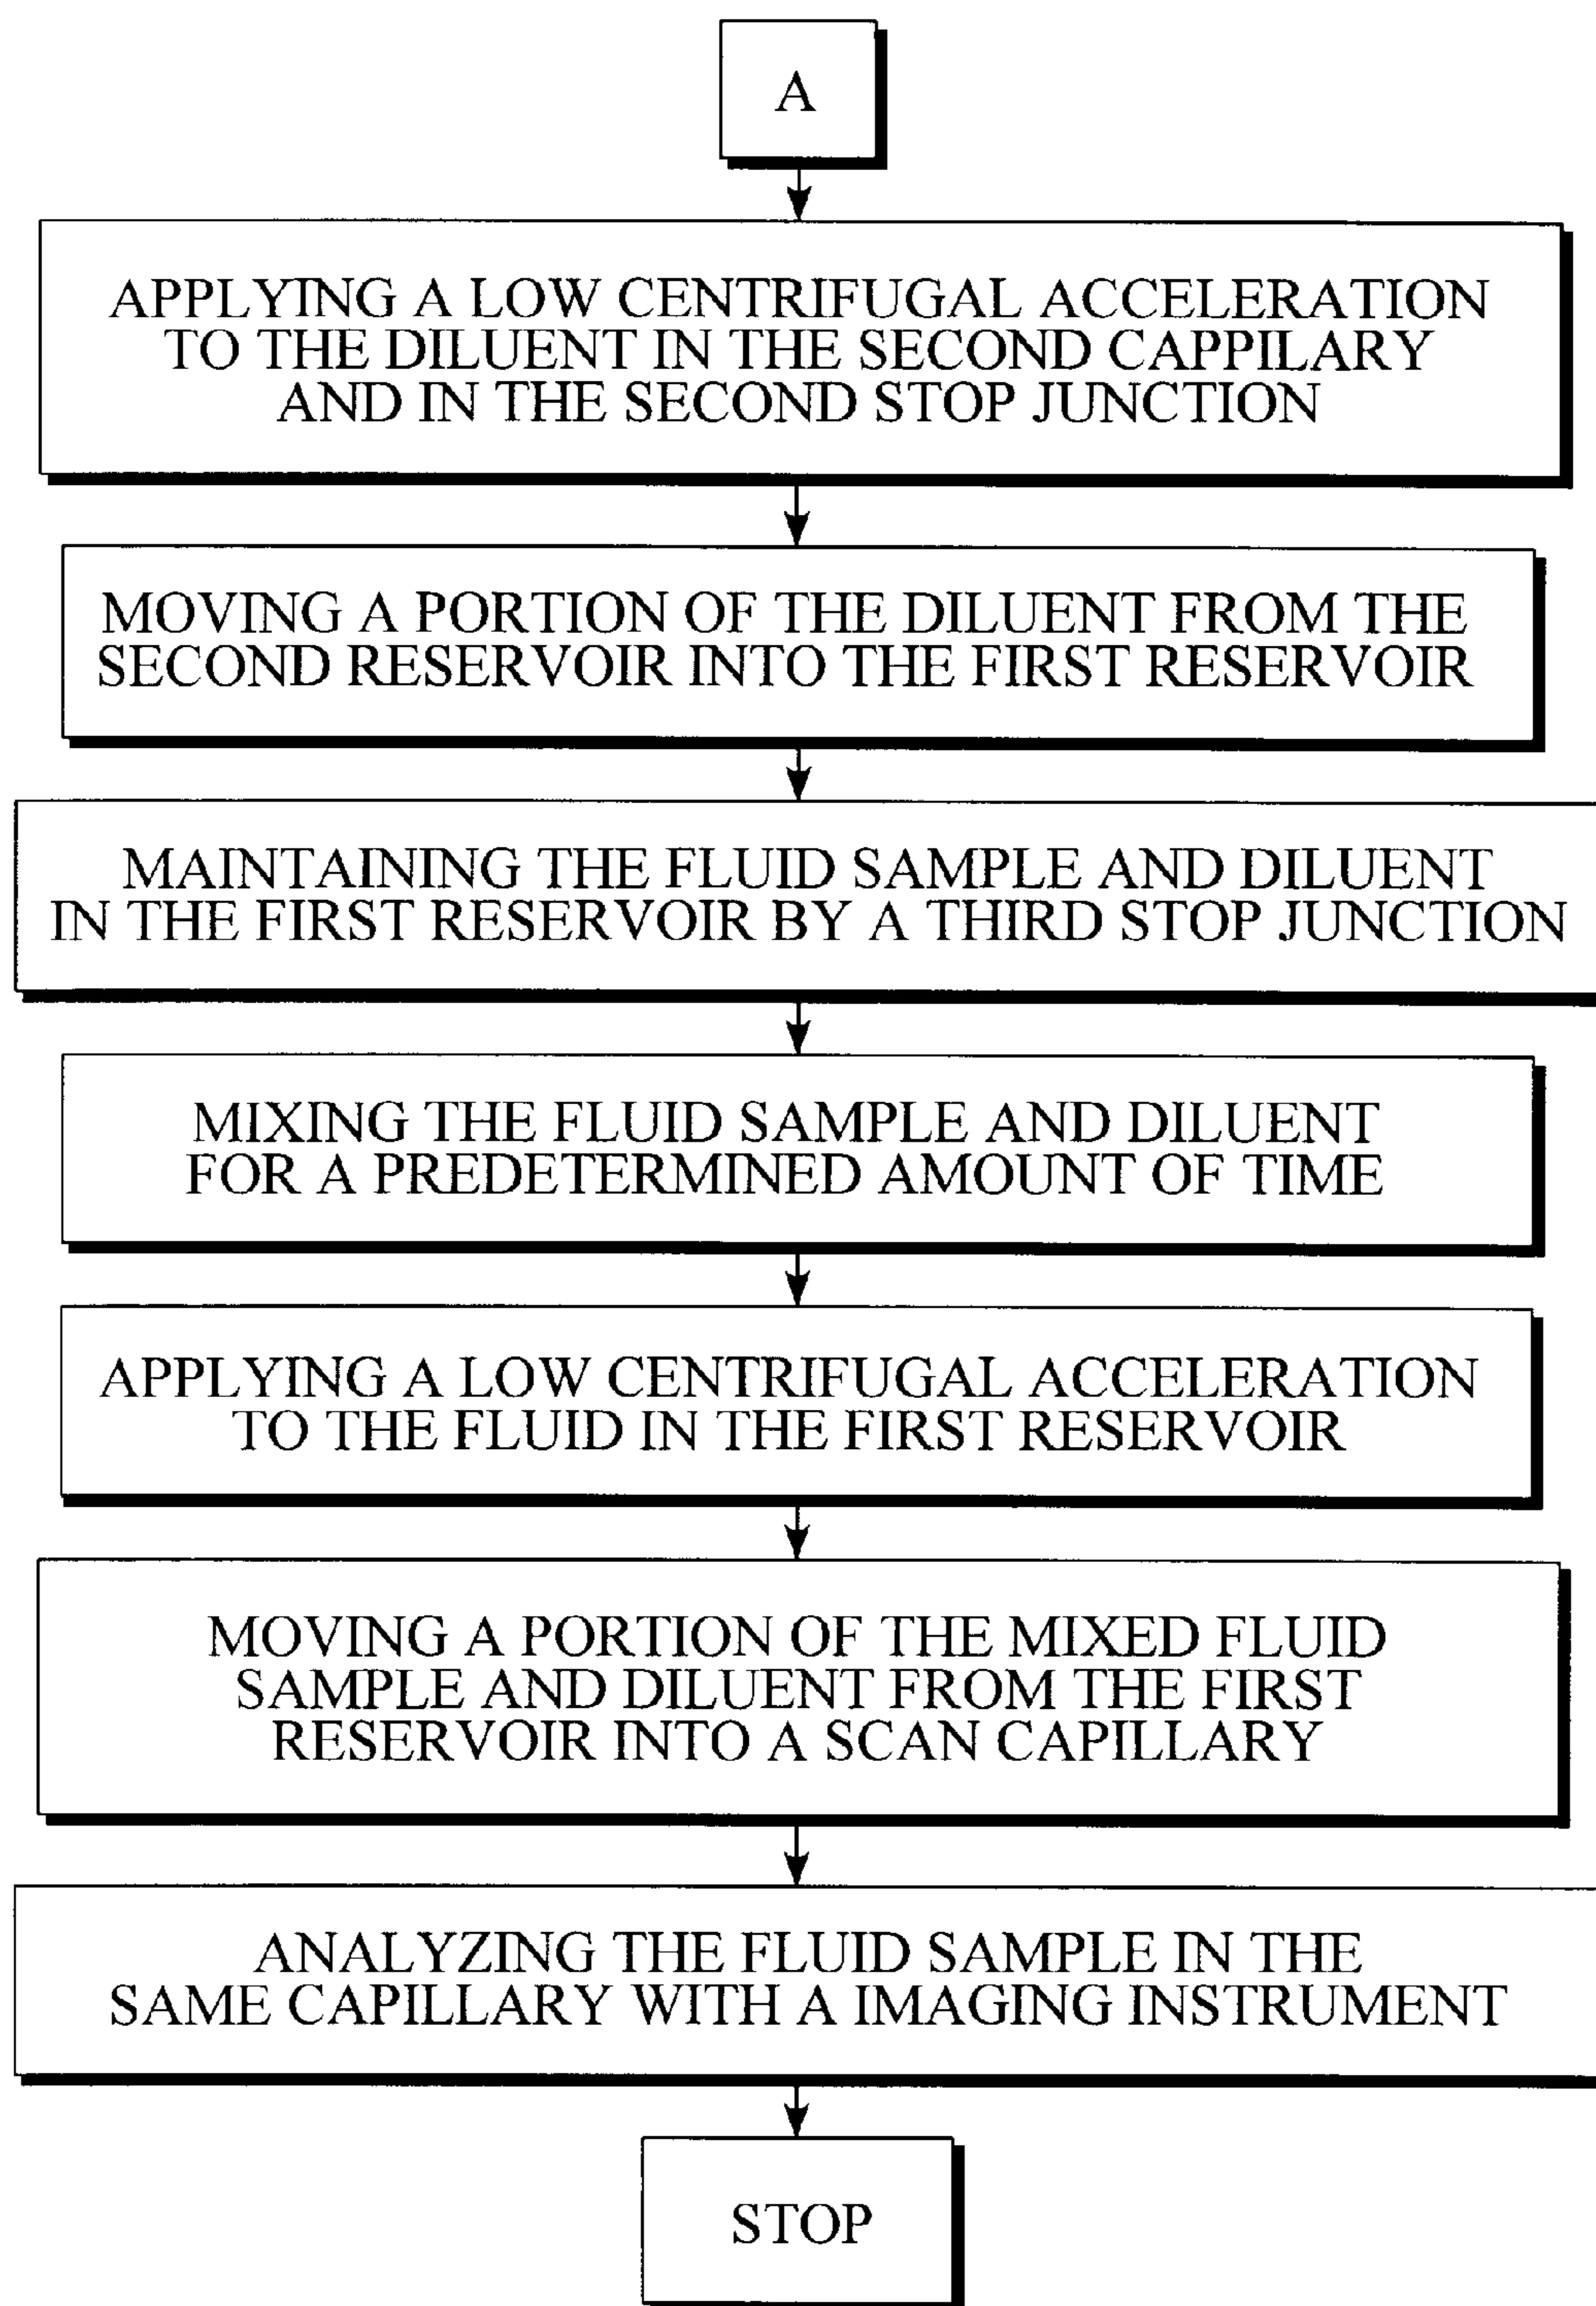 A
APPLYING A LOW CENTRIFUGAL ACCELERATION
TO THE DILUENT IN THE SECOND CAPPILARY
AND IN THE SECOND STOP JUNCTION
MOVING A PORTION OF THE DILUENT FROM THE
SECOND RESERVOIR INTO THE FIRST RESERVOIR
MAINTAINING THE FLUID SAMPLE AND DILUENT
IN THE FIRST RESERVOIR BY A THIRD STOP JUNCTION
MIXING THE FLUID SAMPLE AND DILUENT
FOR A PREDETERMINED AMOUNT OF TIME
APPLYING A LOW CENTRIFUGAL ACCELERATION
TO THE FLUID IN THE FIRST RESERVOIR
MOVING A PORTION OF THE MIXED FLUID
SAMPLE AND DILUENT FROM THE FIRST
RESERVOIR INTO A SCAN CAPILLARY
ANALYZING THE FLUID SAMPLE IN THE
SAME CAPILLARY WITH A IMAGING INSTRUMENT
STOP